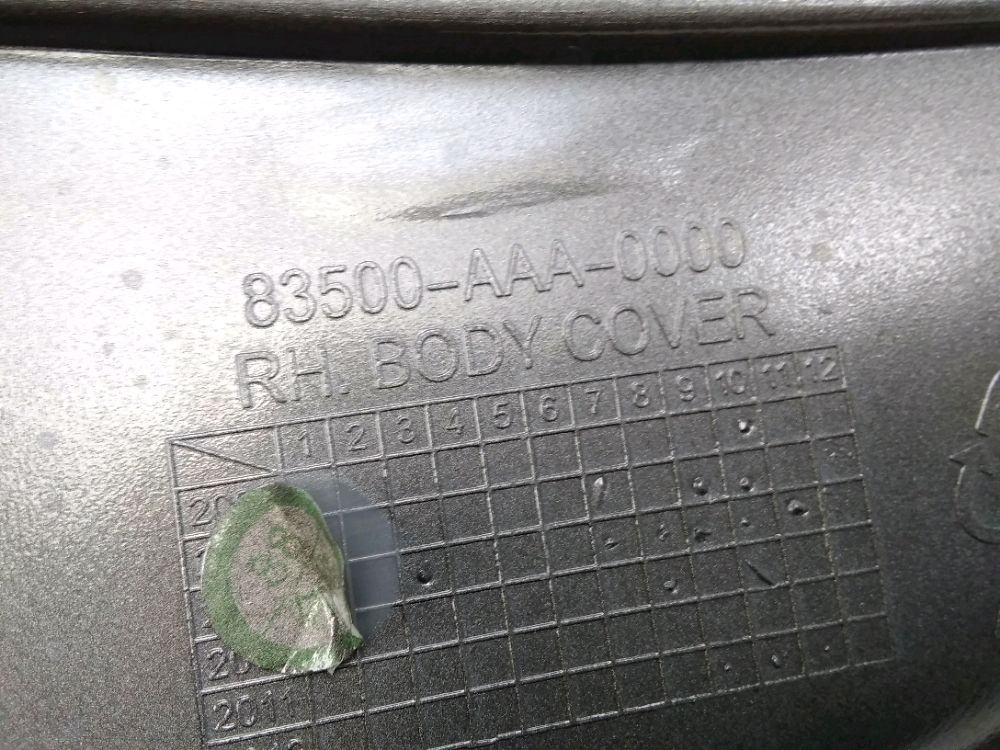 83500-AAA-0000
RH. BODY COVER
1 2 3 4 5 6 7 8 9 10 11 12
2011